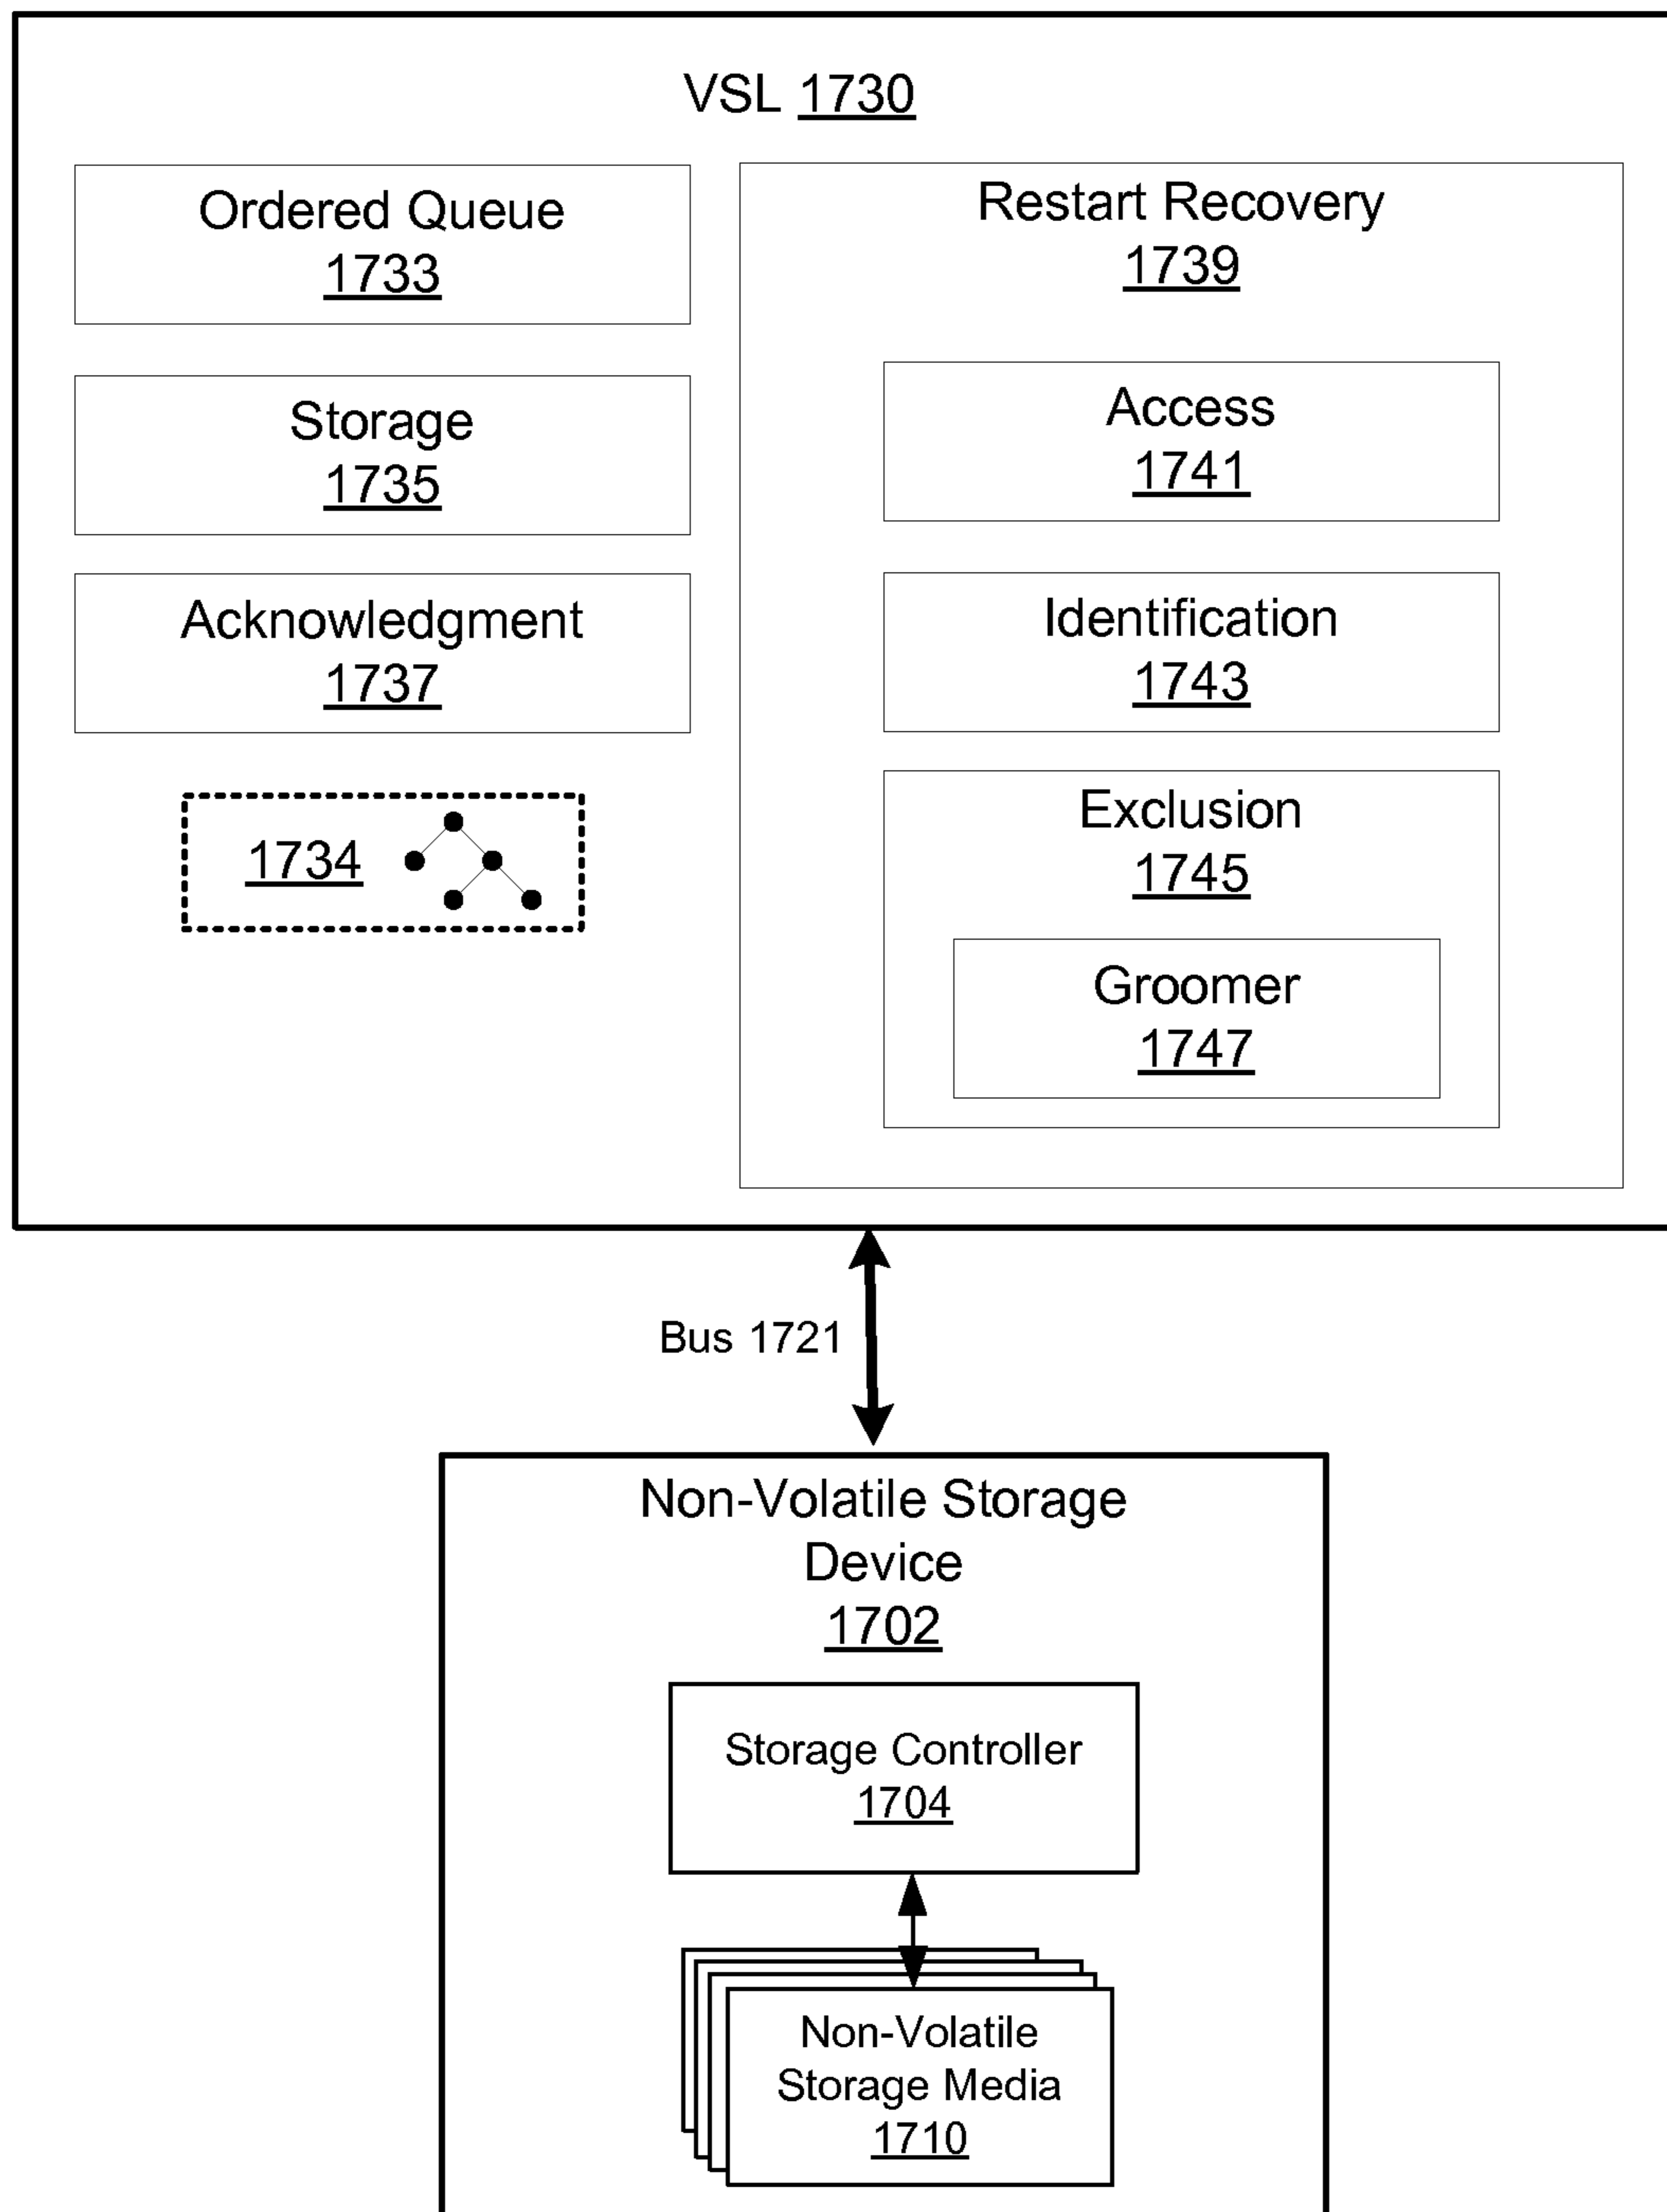 VSL 1730
Ordered Queue
1733
Storage
1735
Acknowledgment
1737
1734
Restart Recovery
1739
Access
1741
Identification
1743
Exclusion
1745
Groomer
1747
Bus 1721
Non-Volatile Storage
Device
1702
Storage Controller
1704
Non-Volatile
Storage Media
1710